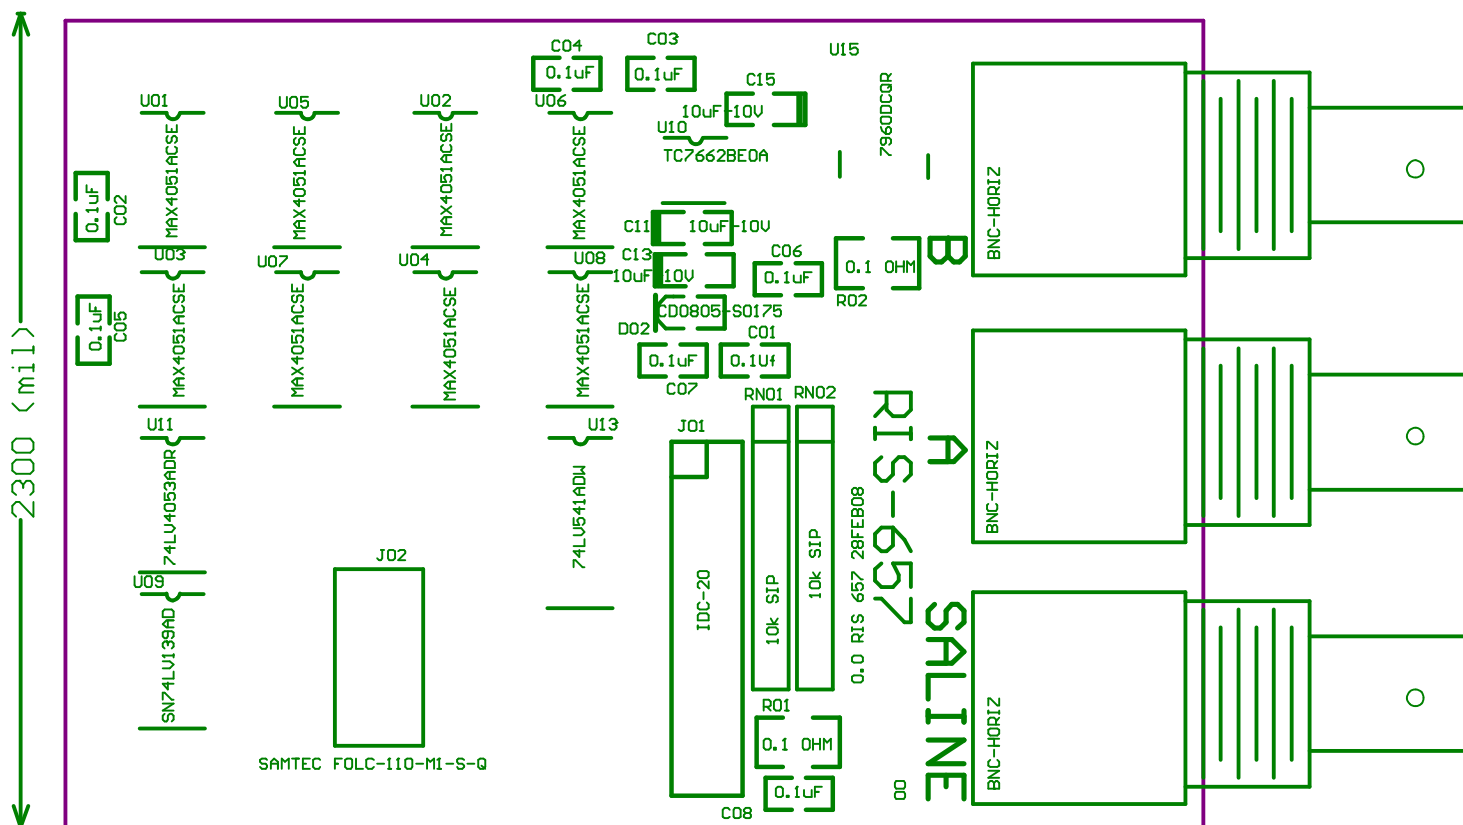 C04
0.1uF
C03
0.1uF
U15
C15
10uF-10V
7960DCQR
U01
U05
U02
U06
MAX4051ACSE
MAX4051ACSE
MAX4051ACSE
MAX4051ACSE
U10
TC7662BEOA
BNC-HORIZ
0.1uF
C02
C11
10uF-10V
B
C13
10uF-10V
C06
0.1uF
0.1 OHM
R02
U03
U07
U04
U08
MAX4051ACSE
MAX4051ACSE
MAX4051ACSE
MAX4051ACSE
0.1uF
C05
CD0805-S0175
D02
C01
0.1uF
0.1Uf
C07
2300 (mil)
RN01
RN02
RIS-657
A
BNC-HORIZ
U11
74LV4053ADR
U13
74LV541ADW
J01
IDC-20
10k SIP
10k SIP
0.0 RIS 657 28FEB08
J02
SAMTEC FOLC-110-M1-S-Q
U09
SN74LV139AD
SALINE
BNC-HORIZ
R01
0.1 OHM
0.1uF
C08
00